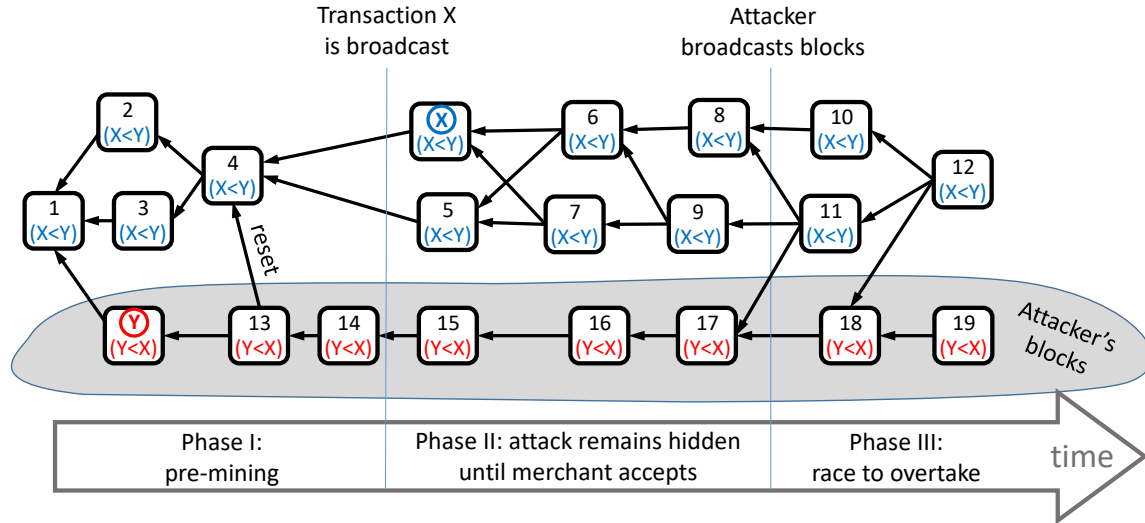 Transaction X
is broadcast
Attacker
broadcasts blocks
2
(X<Y)
X
(X<Y)
6
(X<Y)
8
(X<Y)
10
(X<Y)
4
(X<Y)
12
(X<Y)
1
(X<Y)
3
(X<Y)
5
(X<Y)
7
(X<Y)
9
(X<Y)
11
(X<Y)
reset
Y
(Y<X)
13
(Y<X)
14
(Y<X)
15
(Y<X)
16
(Y<X)
17
(Y<X)
18
(Y<X)
19
(Y<X)
Attacker's
blocks
Phase I:
pre-mining
Phase II: attack remains hidden
until merchant accepts
Phase III:
race to overtake
time